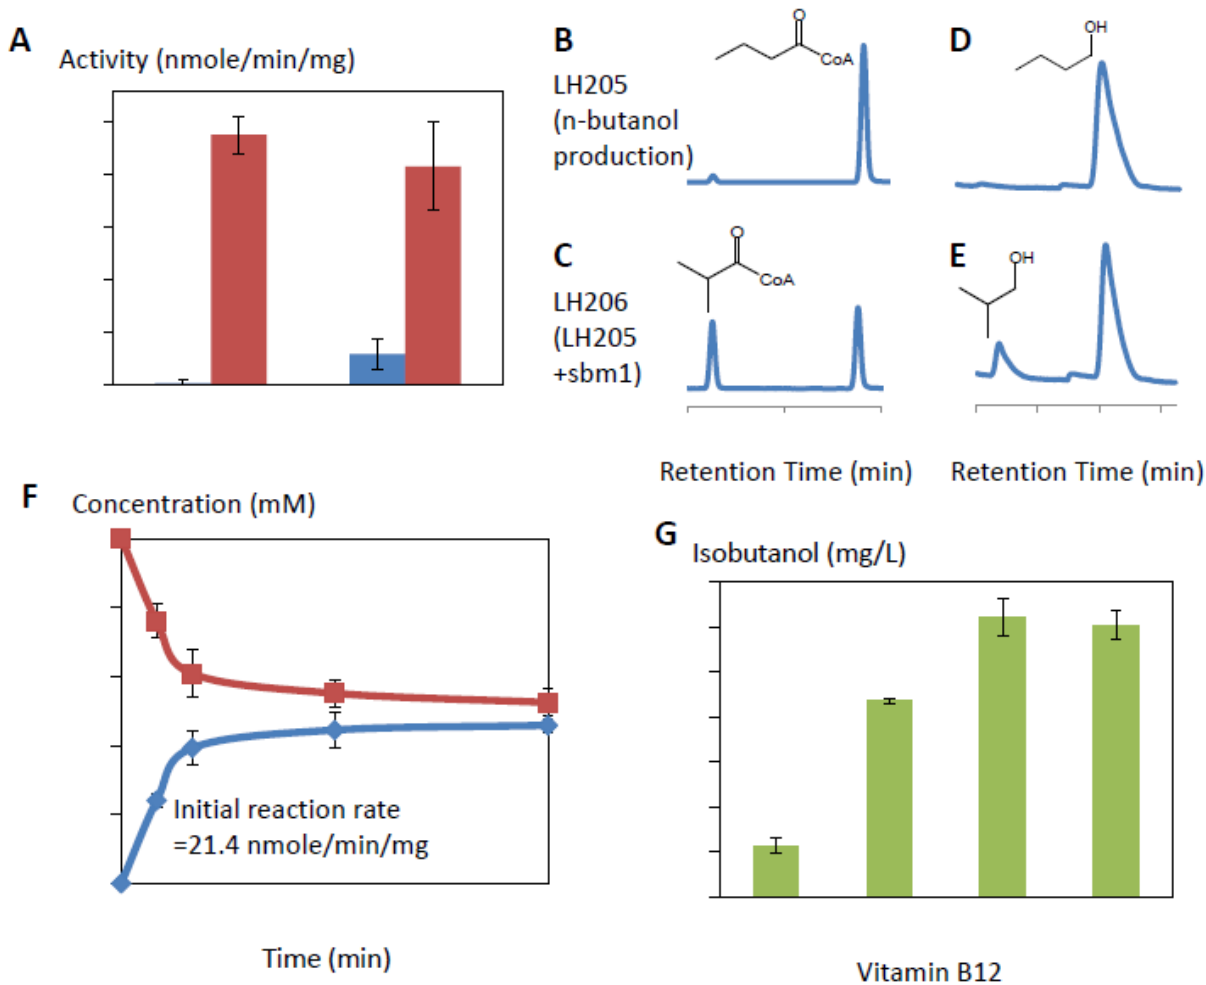 A
Activity (nmole/min/mg)
B
O
CoA
LH205
(n-butanol
production)
D
OH
C
O
CoA
LH206
(LH205
+sbm1)
Retention Time (min)
E
OH
Retention Time (min)
F
Concentration (mM)
Initial reaction rate
=21.4 nmole/min/mg
Time (min)
G
Isobutanol (mg/L)
Vitamin B12